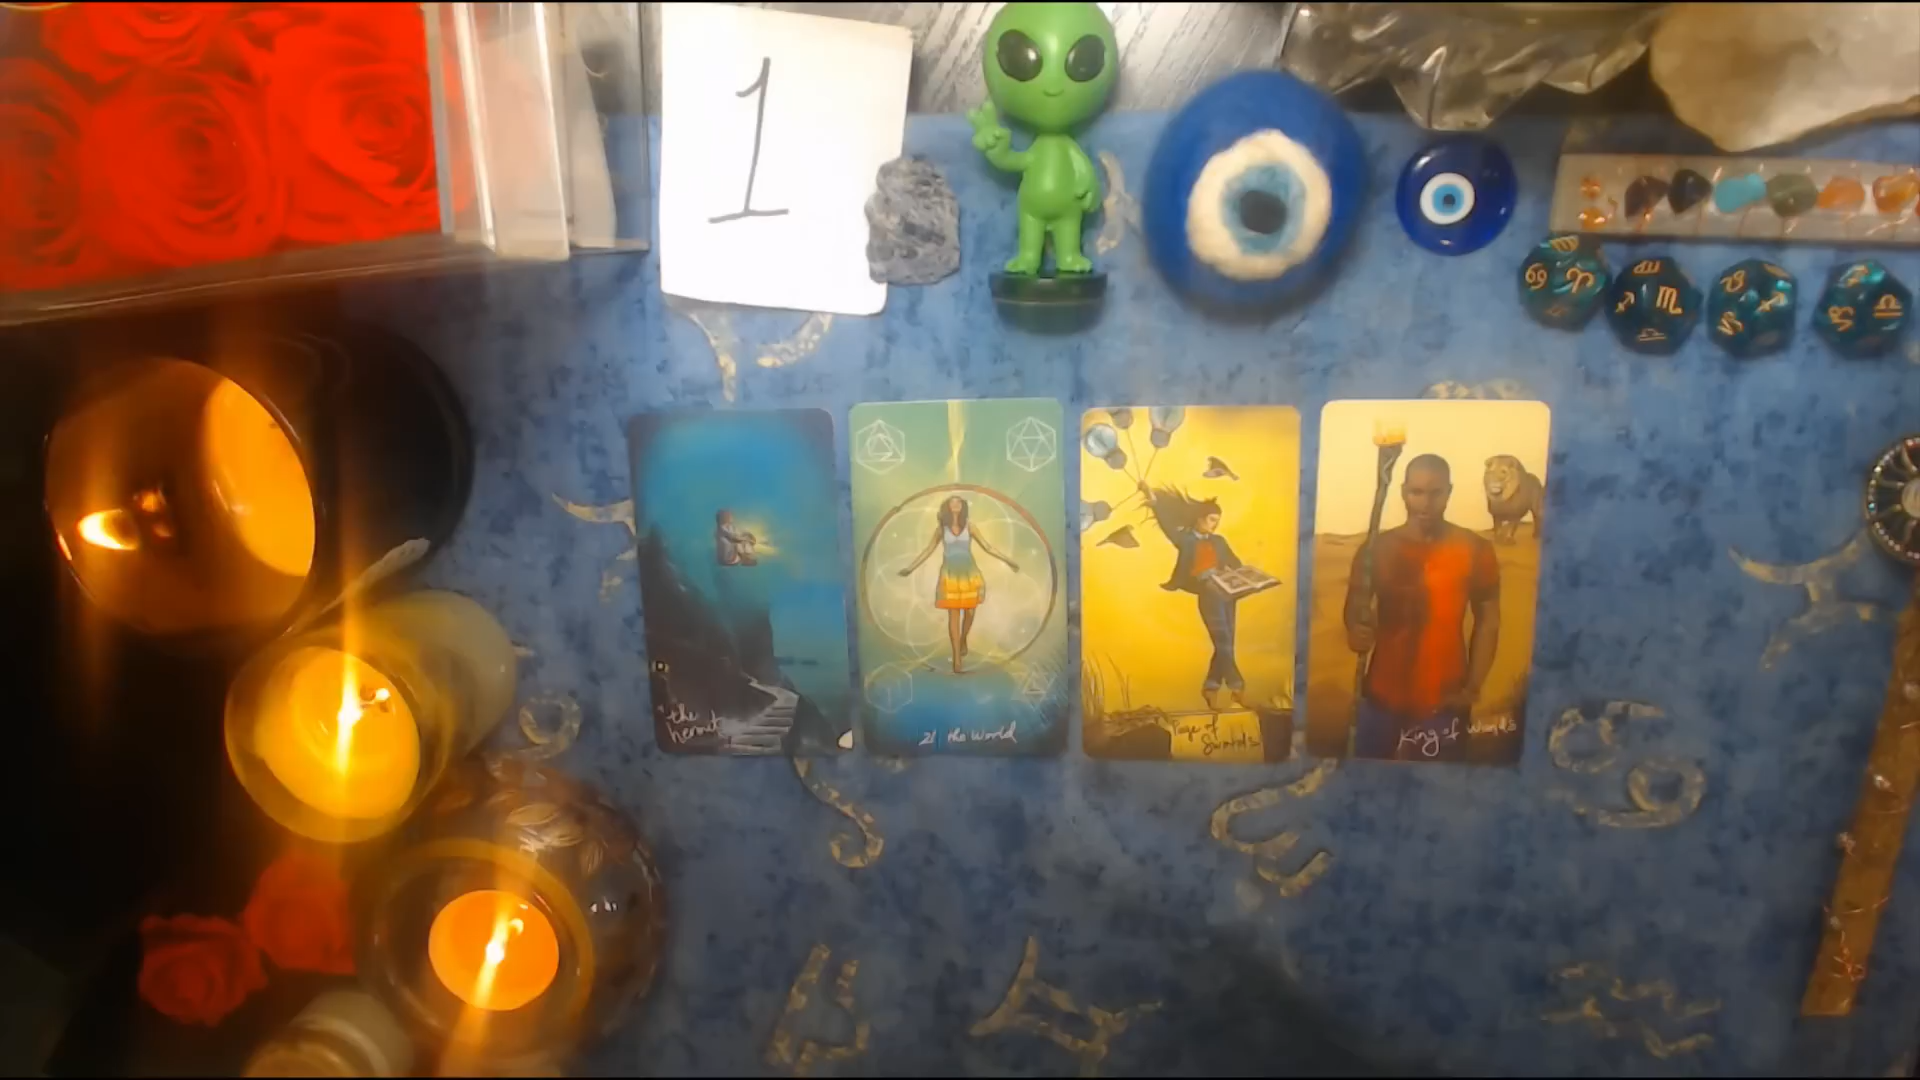 1
the
hermit
21 the World
Page of
Swords
King of Wands